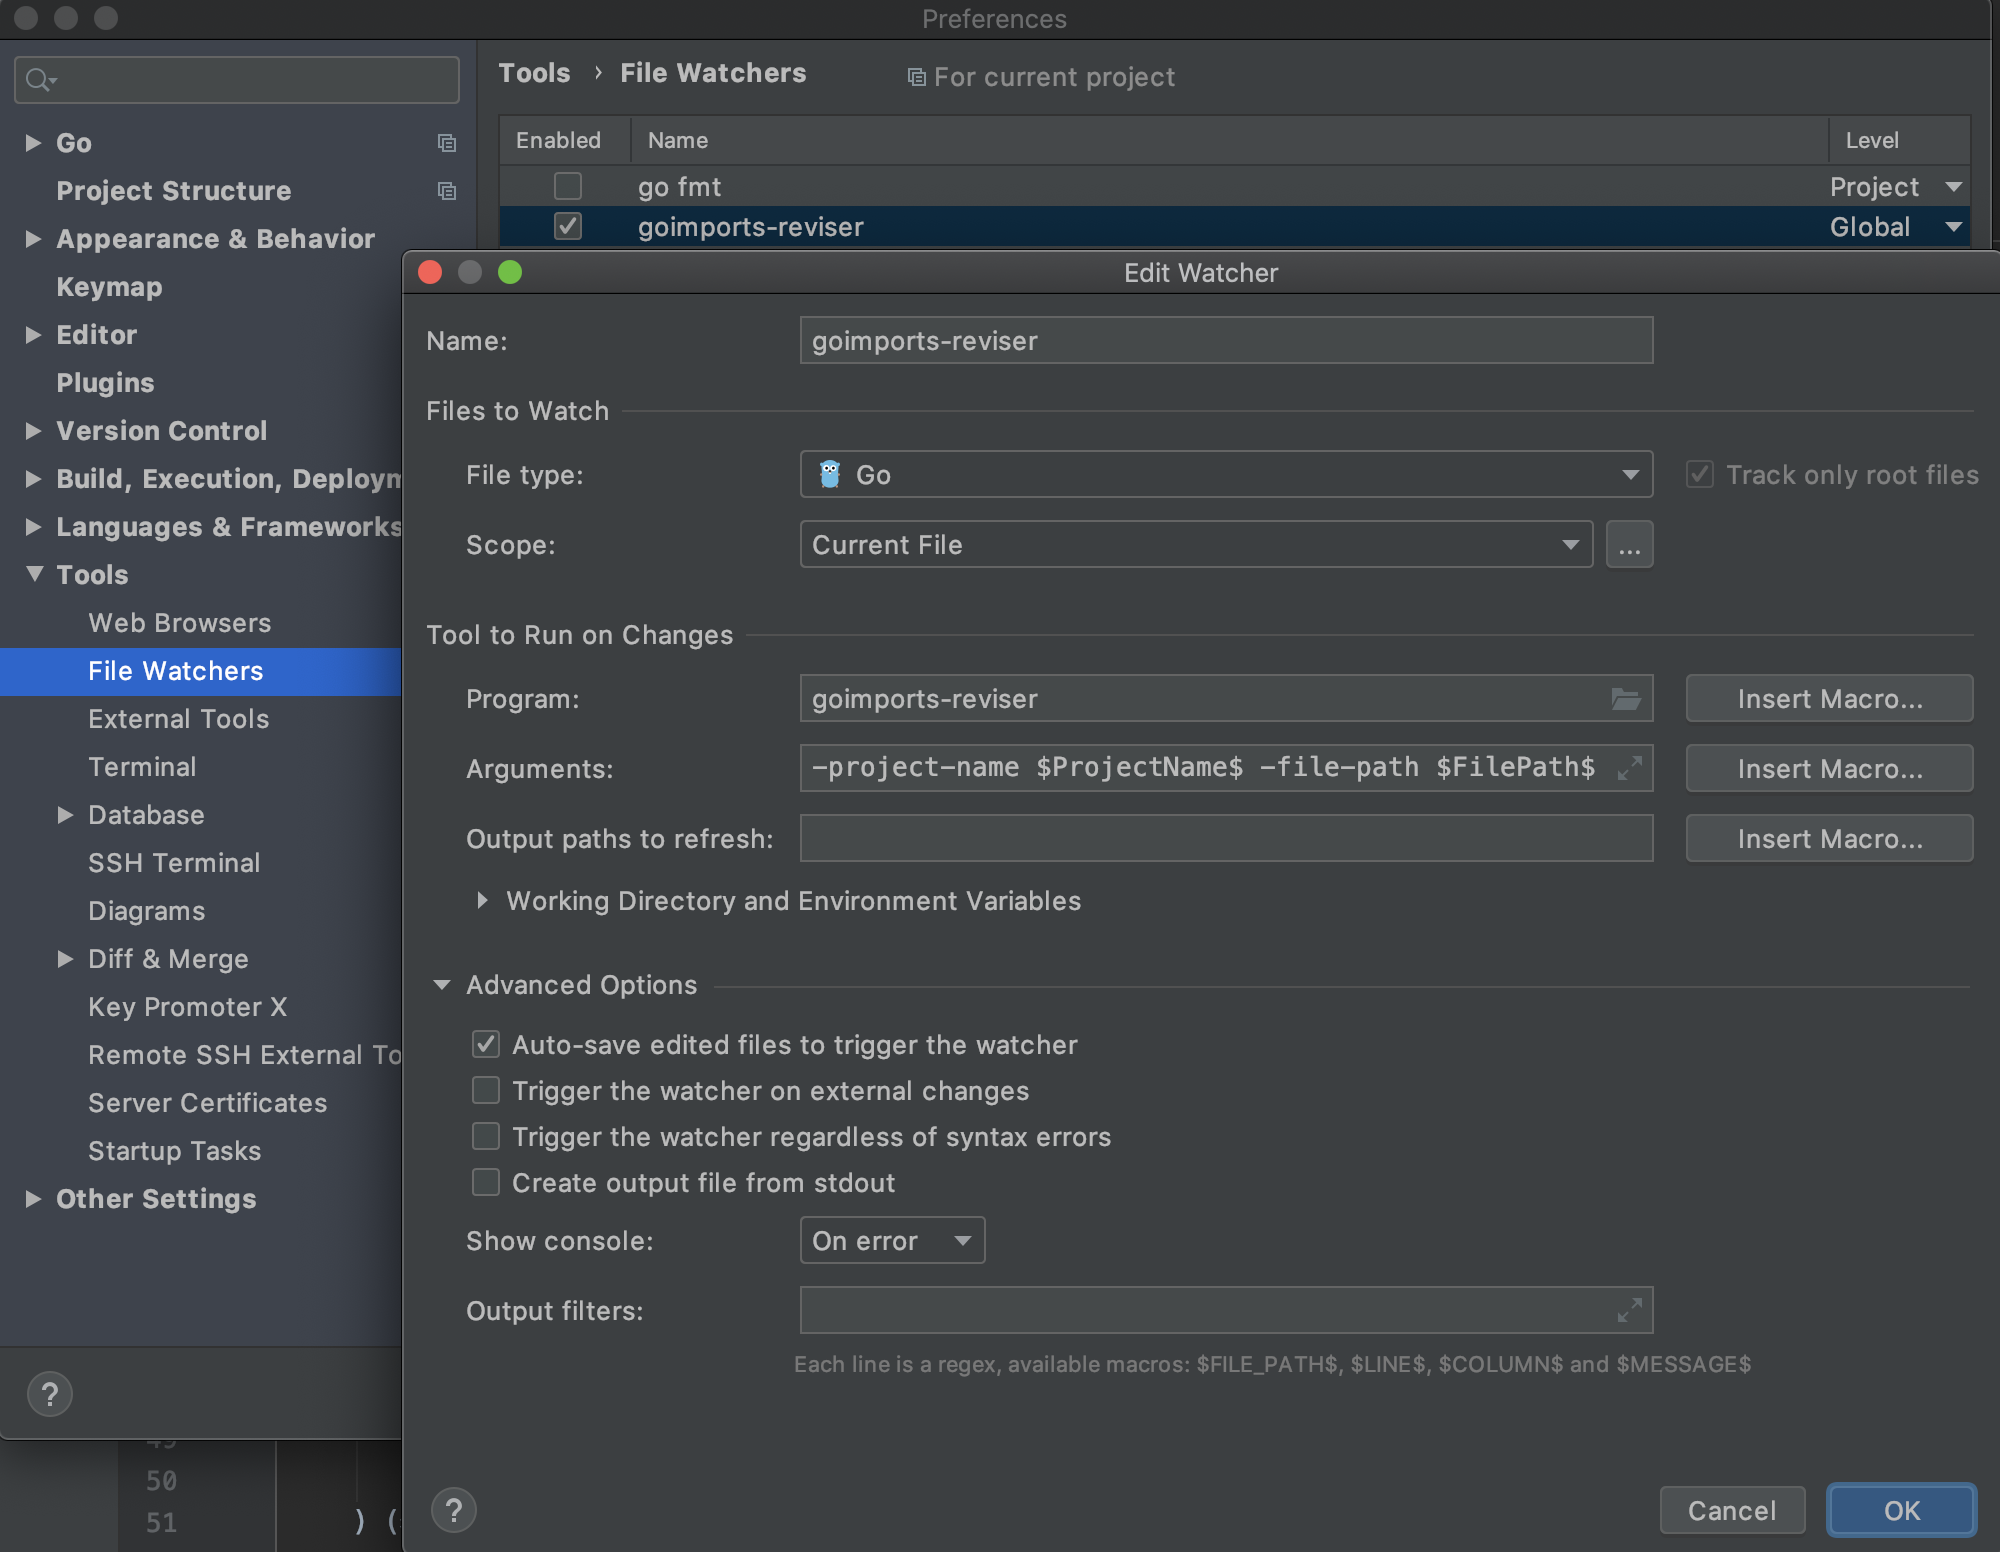 Preferences
Tools › File Watchers
For current project
Enabled Name Level
go fmt Project
goimports-reviser Global
Go
Project Structure
Appearance & Behavior
Keymap
Editor
Plugins
Version Control
Build, Execution, Deploym
Languages & Frameworks
Tools
Web Browsers
File Watchers
External Tools
Terminal
Database
SSH Terminal
Diagrams
Diff & Merge
Key Promoter X
Remote SSH External To
Server Certificates
Startup Tasks
Other Settings
?
49
50
51 ) (
Edit Watcher
Name: goimports-reviser
Files to Watch
File type: Go
Track only root files
Scope: Current File ...
Tool to Run on Changes
Program: goimports-reviser Insert Macro...
Arguments: -project-name $ProjectName$ -file-path $FilePath$ Insert Macro...
Output paths to refresh: Insert Macro...
Working Directory and Environment Variables
Advanced Options
Auto-save edited files to trigger the watcher
Trigger the watcher on external changes
Trigger the watcher regardless of syntax errors
Create output file from stdout
Show console: On error
Output filters:
Each line is a regex, available macros: $FILE_PATH$, $LINE$, $COLUMN$ and $MESSAGE$
?
Cancel OK